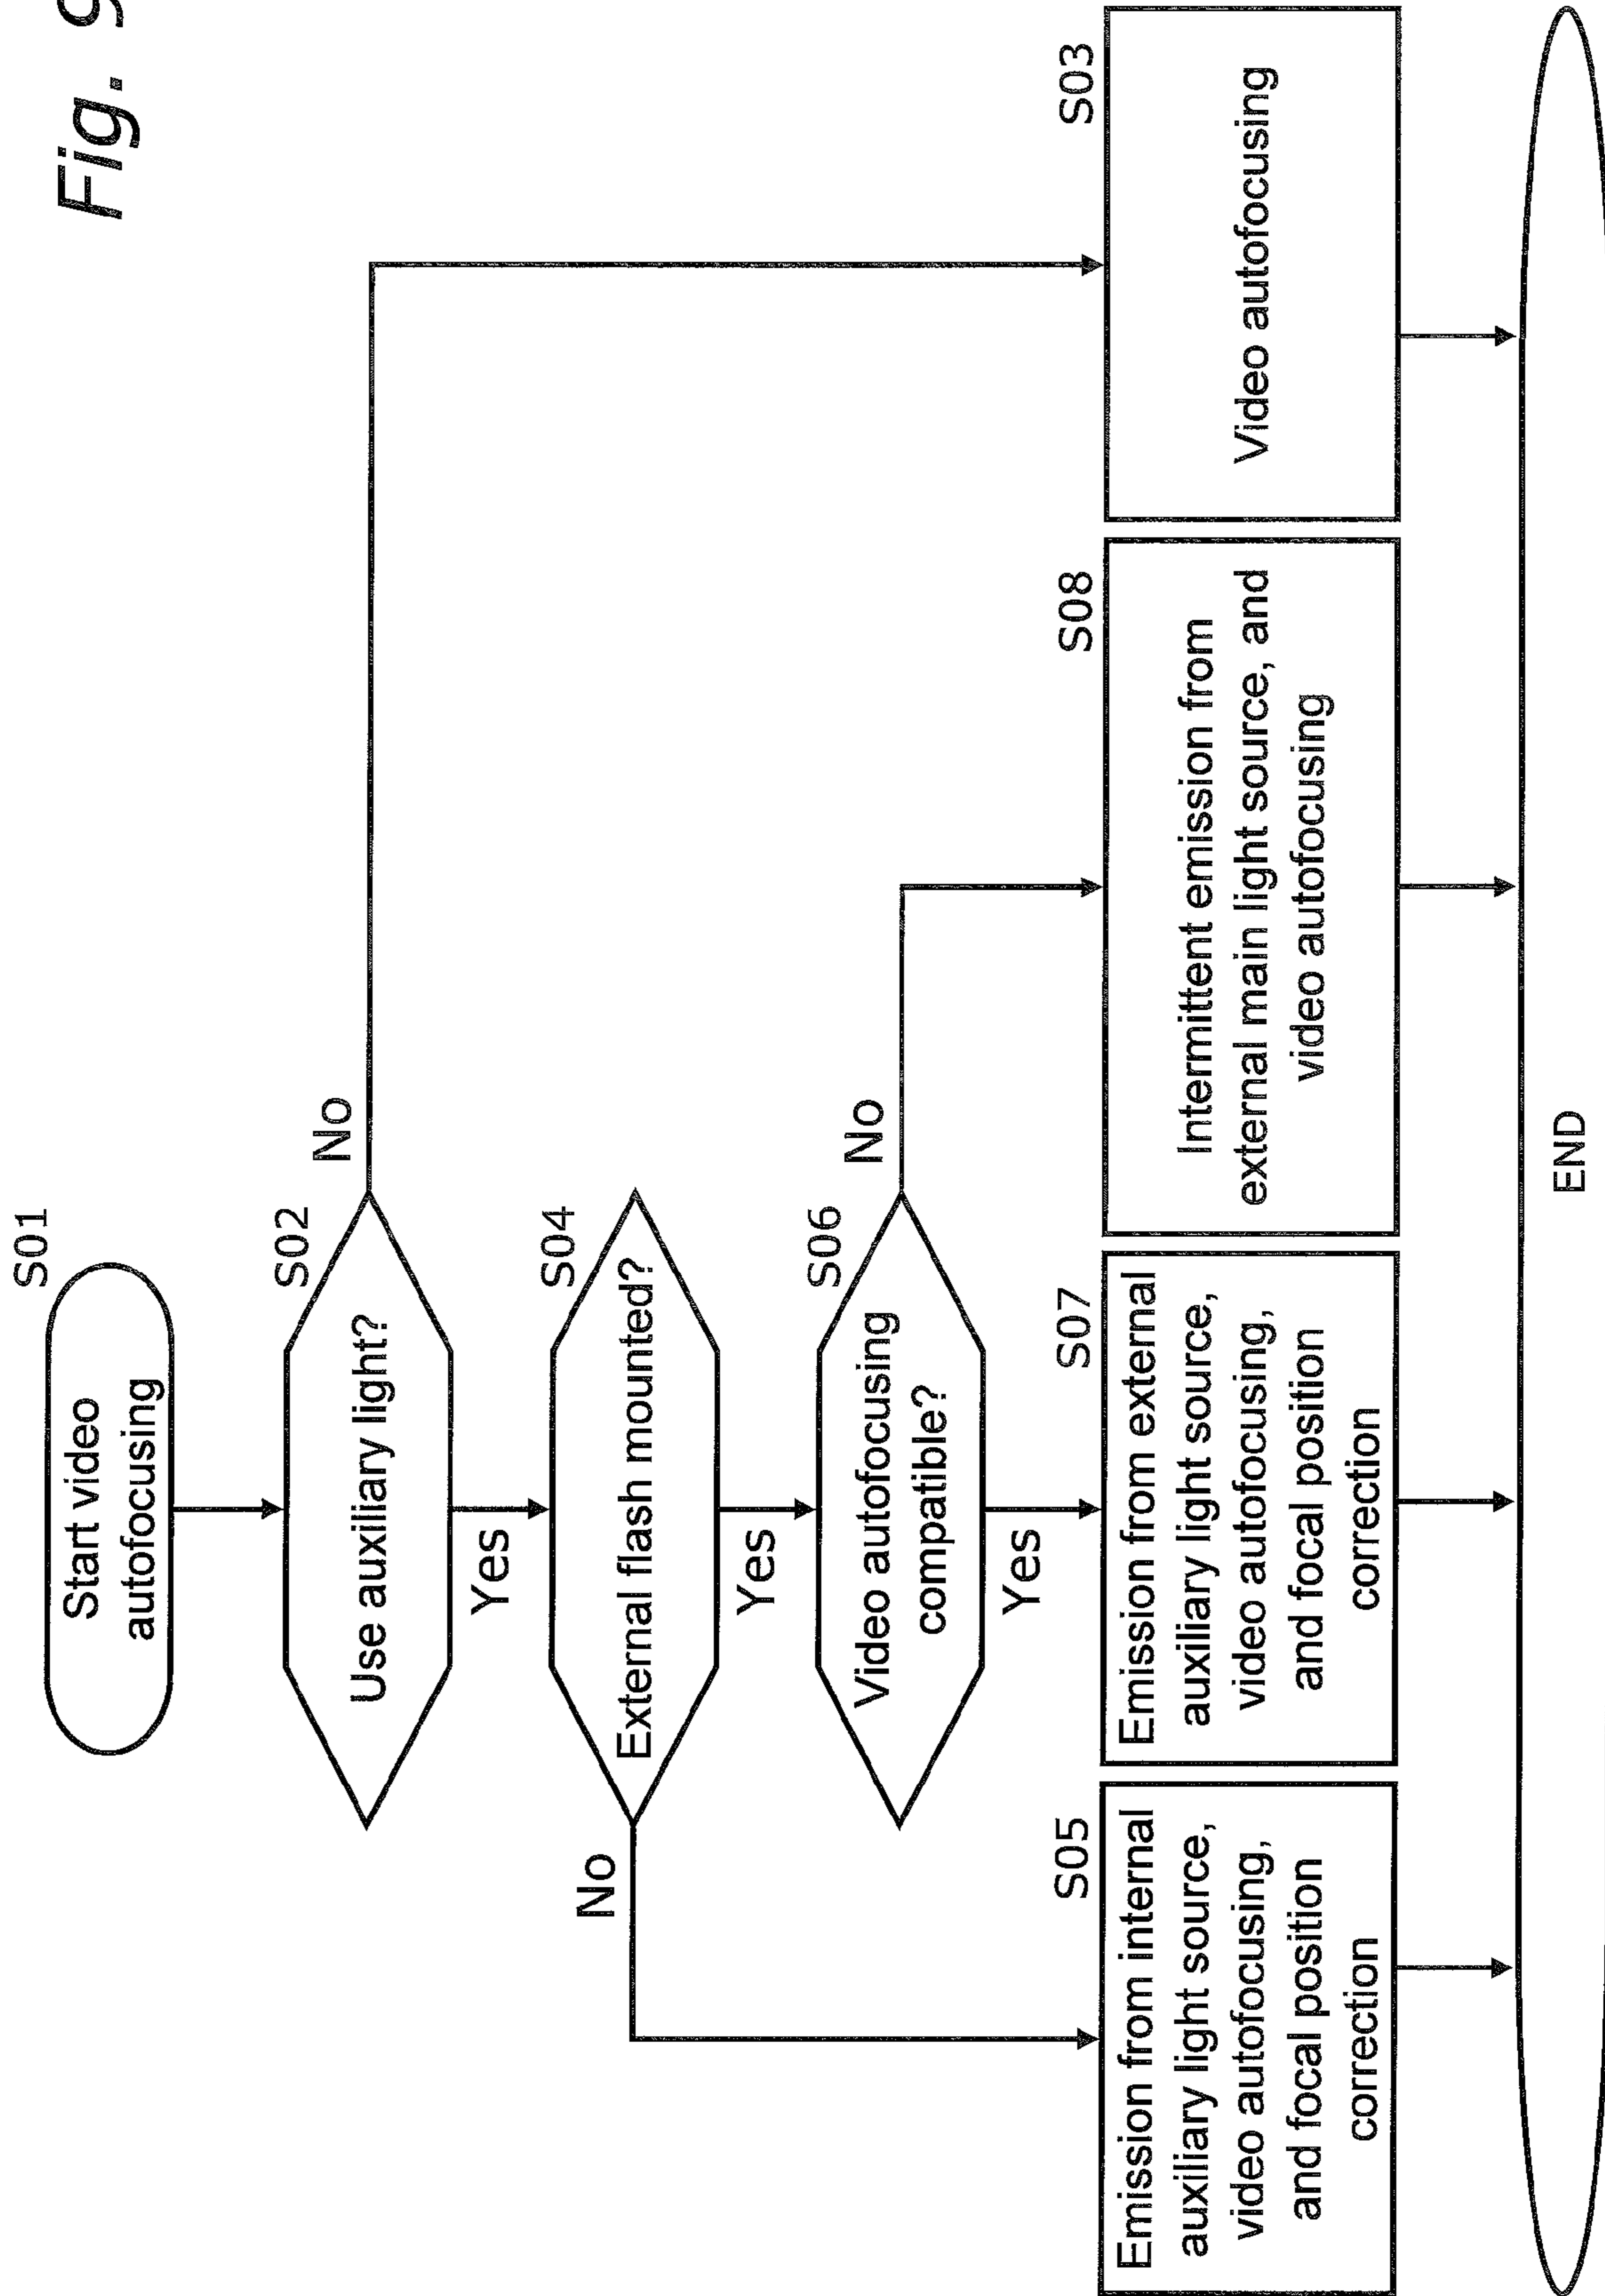 Fig. 9
S01
Start video
autofocusing
S02
Use auxiliary light?
No
Yes
S04
External flash mounted?
No
Yes
S06
Video autofocusing
compatible?
No
Yes
S05
Emission from internal
auxiliary light source,
video autofocusing,
and focal position
correction
S07
Emission from external
auxiliary light source,
video autofocusing,
and focal position
correction
S08
Intermittent emission from
external main light source, and
video autofocusing
S03
Video autofocusing
END